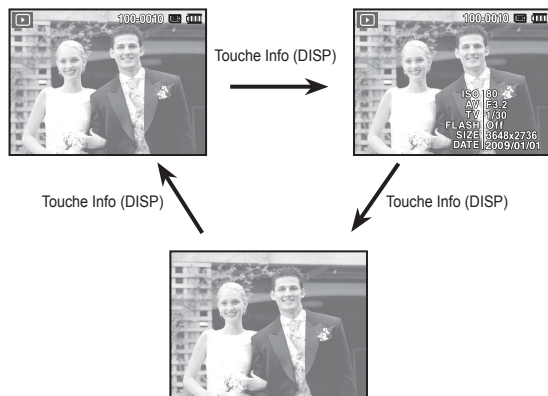 100-0010
Touche Info (DISP)
100-0010
ISO 80
AV F3.2
TV 1/30
FLASH Off
SIZE 3648x2736
DATE 2009/01/01
Touche Info (DISP)
Touche Info (DISP)